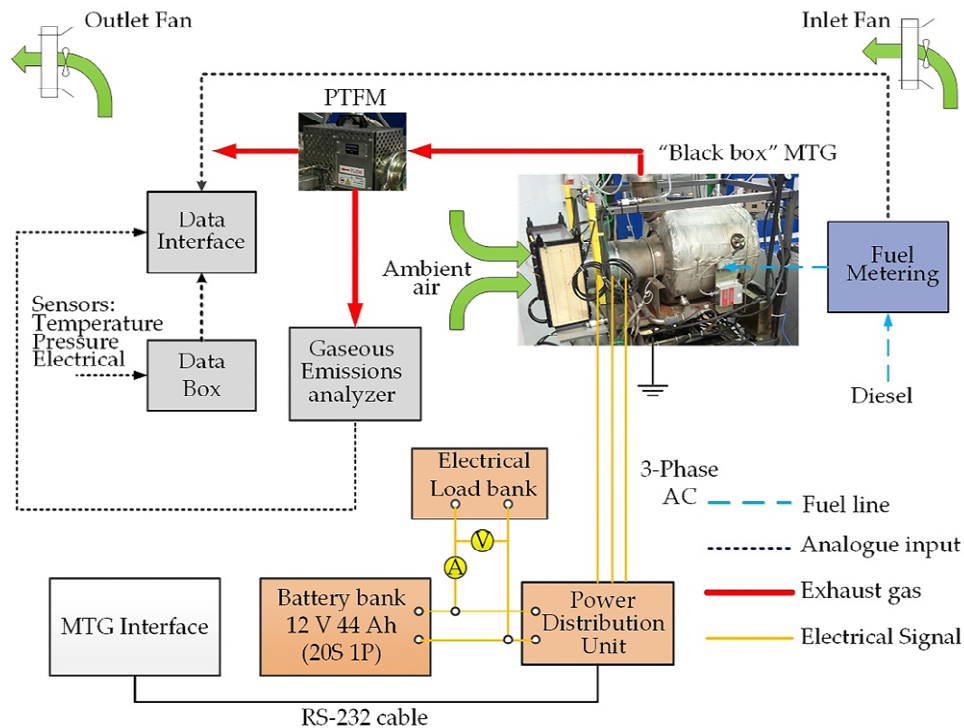 Outlet Fan
Inlet Fan
PTFM
"Black box" MTG
Data
Interface
Ambient
air
Fuel
Metering
Sensors:
Temperature
Pressure
Electrical
Data
Box
Gaseous
Emissions
analyzer
Diesel
Electrical
Load bank
3-Phase
AC
V
A
Fuel line
Analogue input
Exhaust gas
Electrical Signal
Battery bank
12 V 44 Ah
(20S 1P)
Power
Distribution
Unit
MTG Interface
RS-232 cable